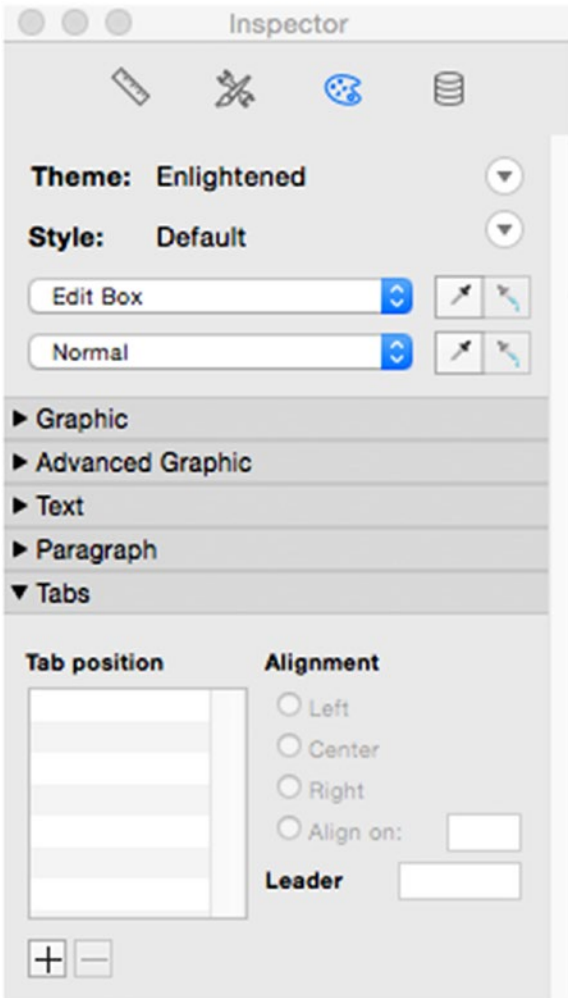 Inspector
Theme: Enlightened
Style: Default
Edit Box
Normal
Graphic
Advanced Graphic
Text
Paragraph
Tabs
Tab position Alignment
Left
Center
Right
Align on:
Leader